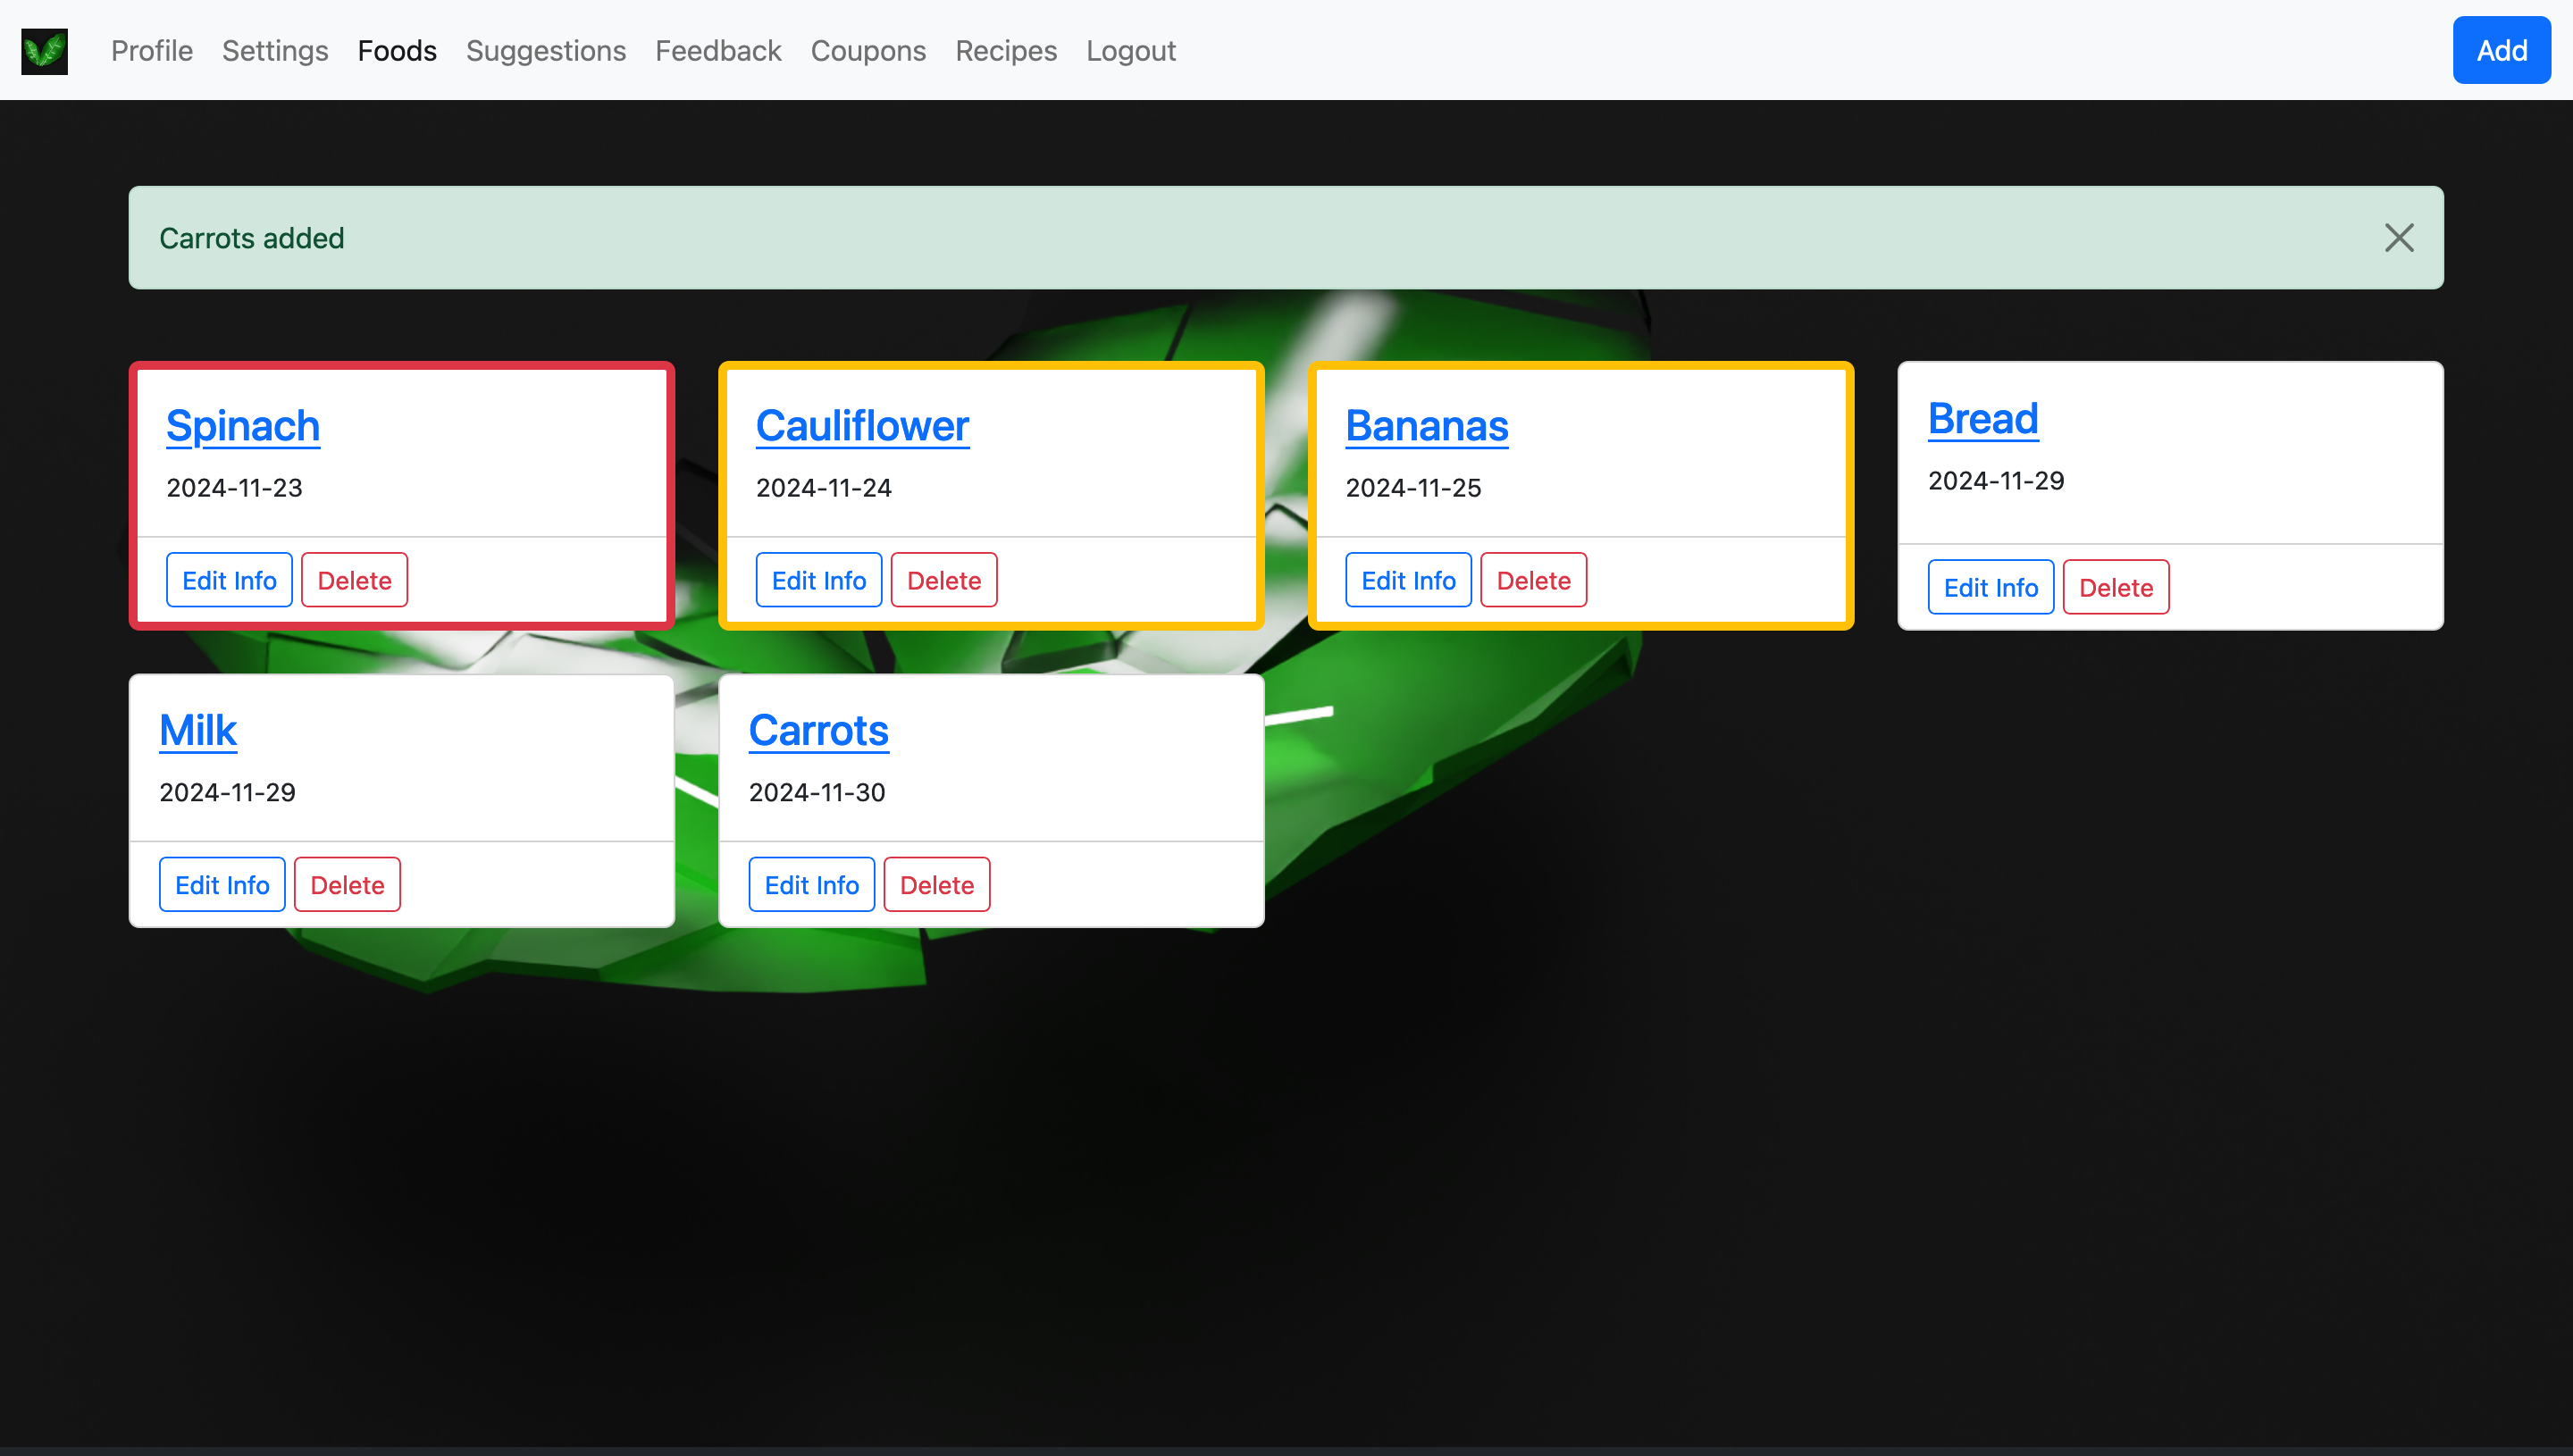 Profile Settings Foods Suggestions Feedback Coupons Recipes Logout Add
Carrots added
Spinach
2024-11-23
Edit Info Delete
Cauliflower
2024-11-24
Edit Info Delete
Bananas
2024-11-25
Edit Info Delete
Bread
2024-11-29
Edit Info Delete
Milk
2024-11-29
Edit Info Delete
Carrots
2024-11-30
Edit Info Delete